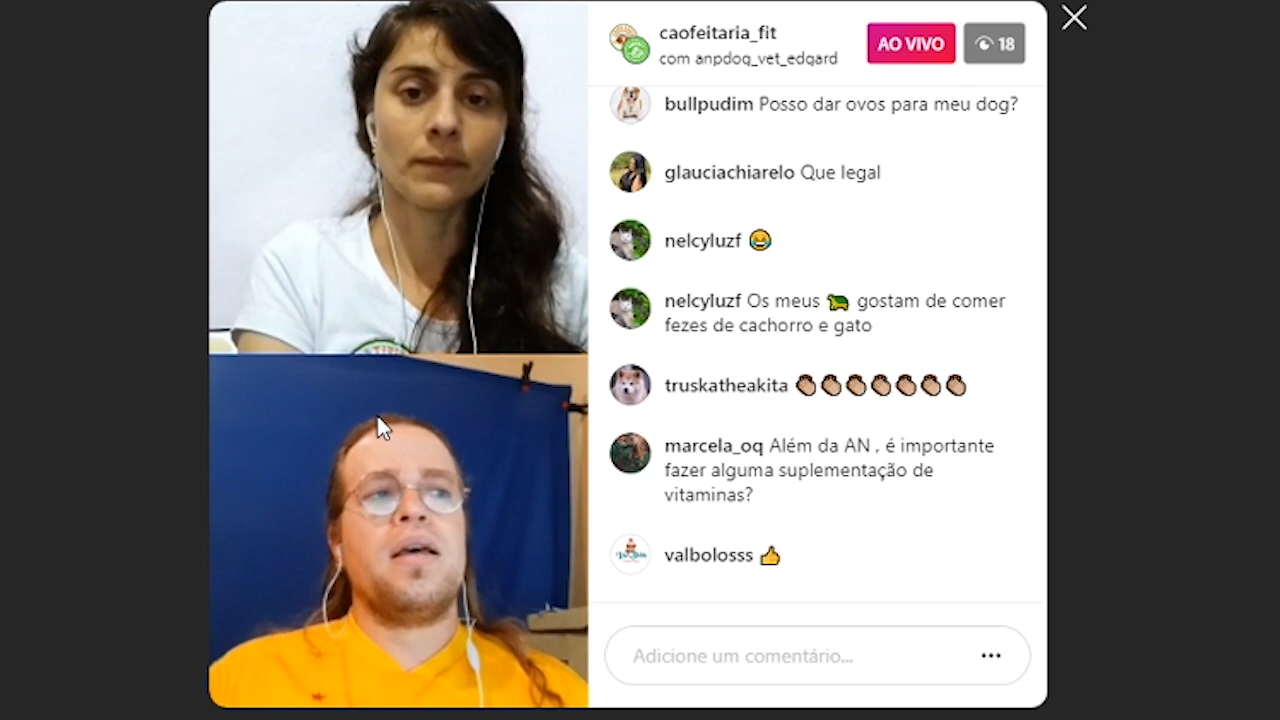 caofeitaria_fit
com anpdog_vet_edgard
AO VIVO
18
bullpudim Posso dar ovos para meu dog?
glauciachiarelo Que legal
nelcyluzf 😂
nelcyluzf Os meus 🐢 gostam de comer
fezes de cachorro e gato
truskatheakita 👏🏼👏🏼👏🏼👏🏼👏🏼👏🏼👏🏼
marcela_oq Além da AN , é importante
fazer alguma suplementação de
vitaminas?
valbolosss 👍
Adicione um comentário...